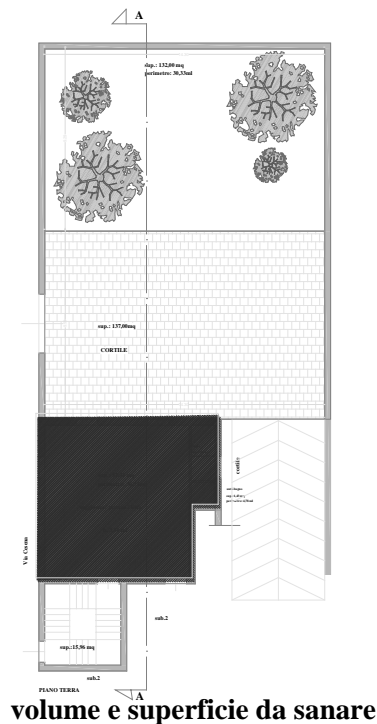 A
sup.: 132,00 mq
perimetro: 30,33ml
sup.: 137,00mq
CORTILE
cortile
Via Cosens
sub.2
sup.:15,96 mq
sub.2
PIANO TERRA
A
volume e superficie da sanare